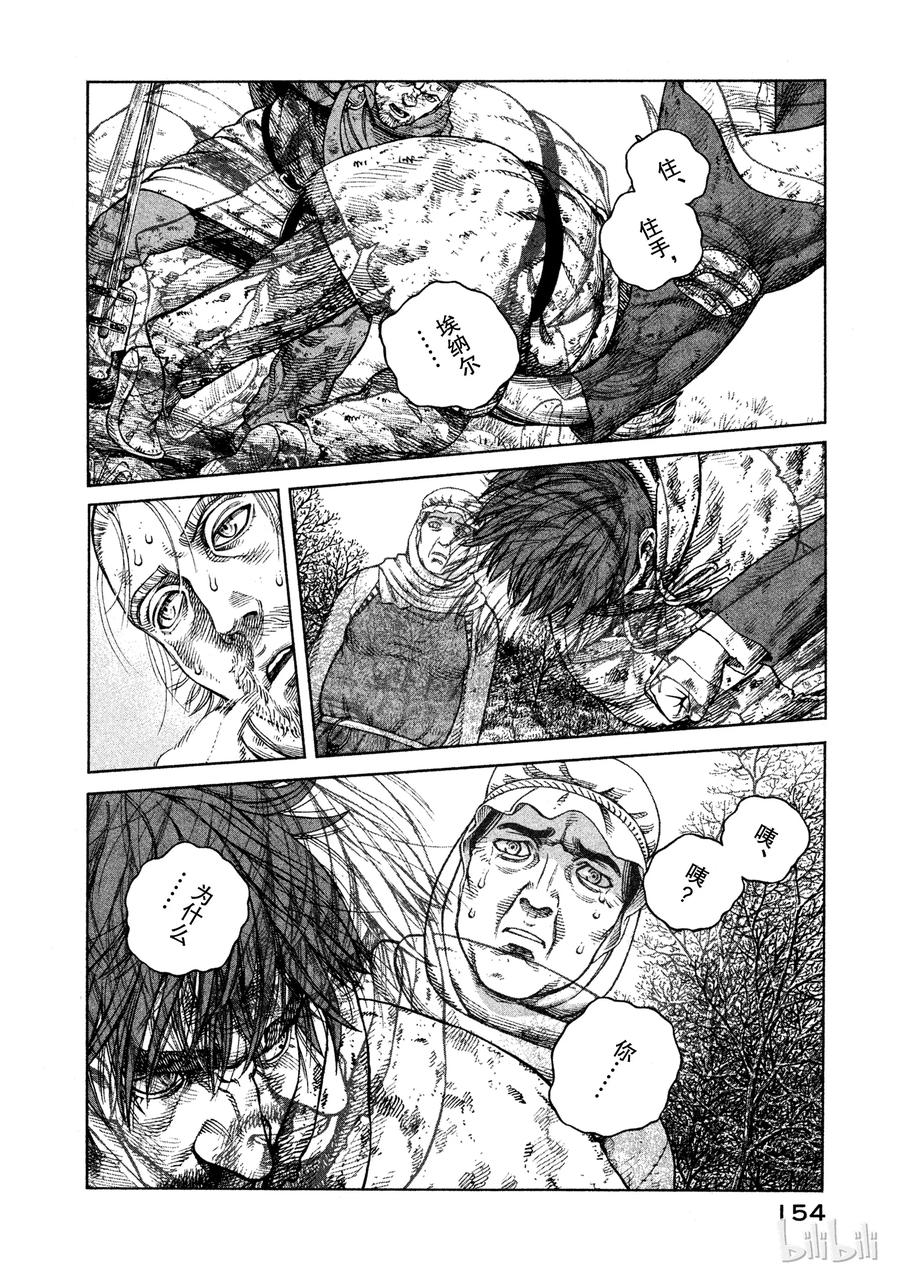 住、
住手，
埃纳尔
……
咦、
咦？
你……
为什么
……
154
bilibili